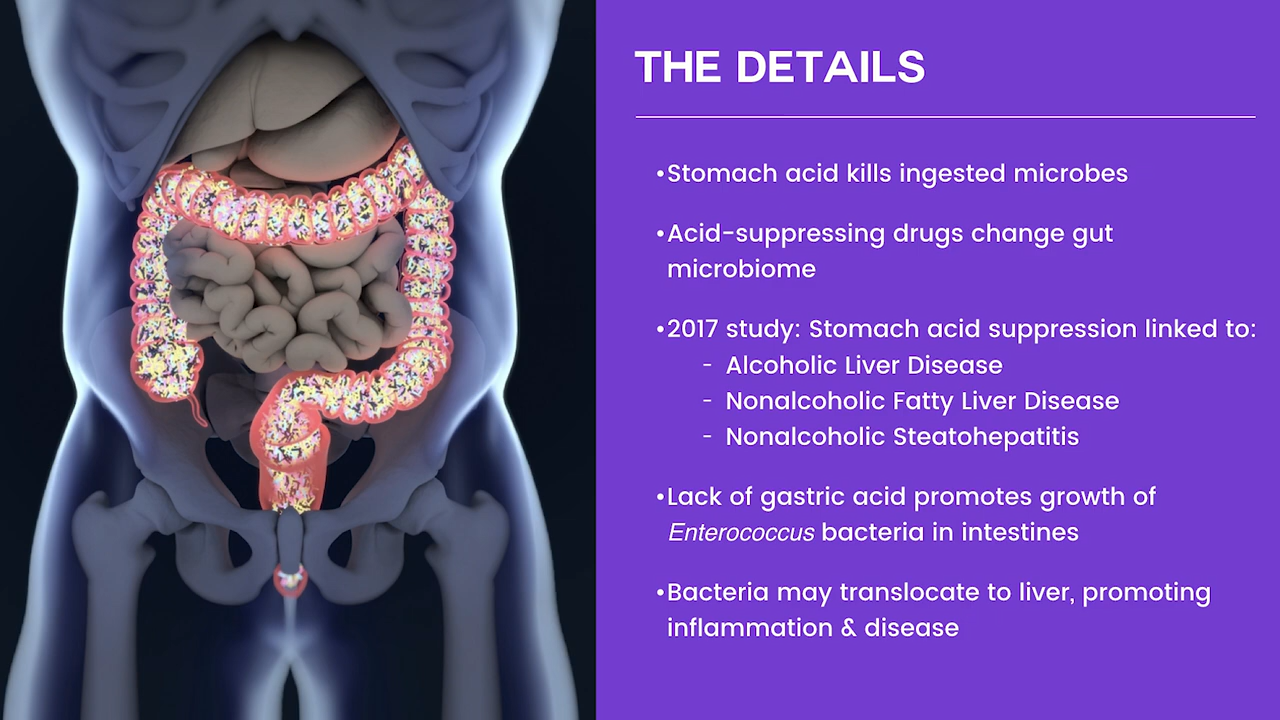 THE DETAILS
•Stomach acid kills ingested microbes
•Acid-suppressing drugs change gut
microbiome
•2017 study: Stomach acid suppression linked to:
- Alcoholic Liver Disease
- Nonalcoholic Fatty Liver Disease
- Nonalcoholic Steatohepatitis
•Lack of gastric acid promotes growth of
Enterococcus bacteria in intestines
•Bacteria may translocate to liver, promoting
inflammation & disease